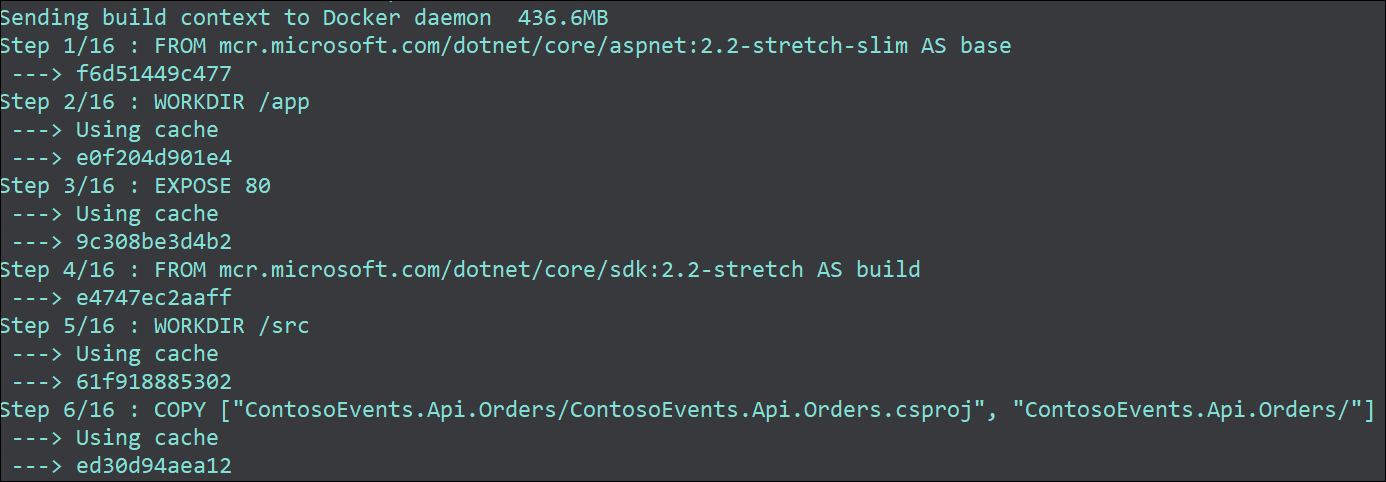 Sending build context to Docker daemon  436.6MB
Step 1/16 : FROM mcr.microsoft.com/dotnet/core/aspnet:2.2-stretch-slim AS base
 ---> f6d51449c477
Step 2/16 : WORKDIR /app
 ---> Using cache
 ---> e0f204d901e4
Step 3/16 : EXPOSE 80
 ---> Using cache
 ---> 9c308be3d4b2
Step 4/16 : FROM mcr.microsoft.com/dotnet/core/sdk:2.2-stretch AS build
 ---> e4747ec2aaff
Step 5/16 : WORKDIR /src
 ---> Using cache
 ---> 61f918885302
Step 6/16 : COPY ["ContosoEvents.Api.Orders/ContosoEvents.Api.Orders.csproj", "ContosoEvents.Api.Orders/"]
 ---> Using cache
 ---> ed30d94aea12